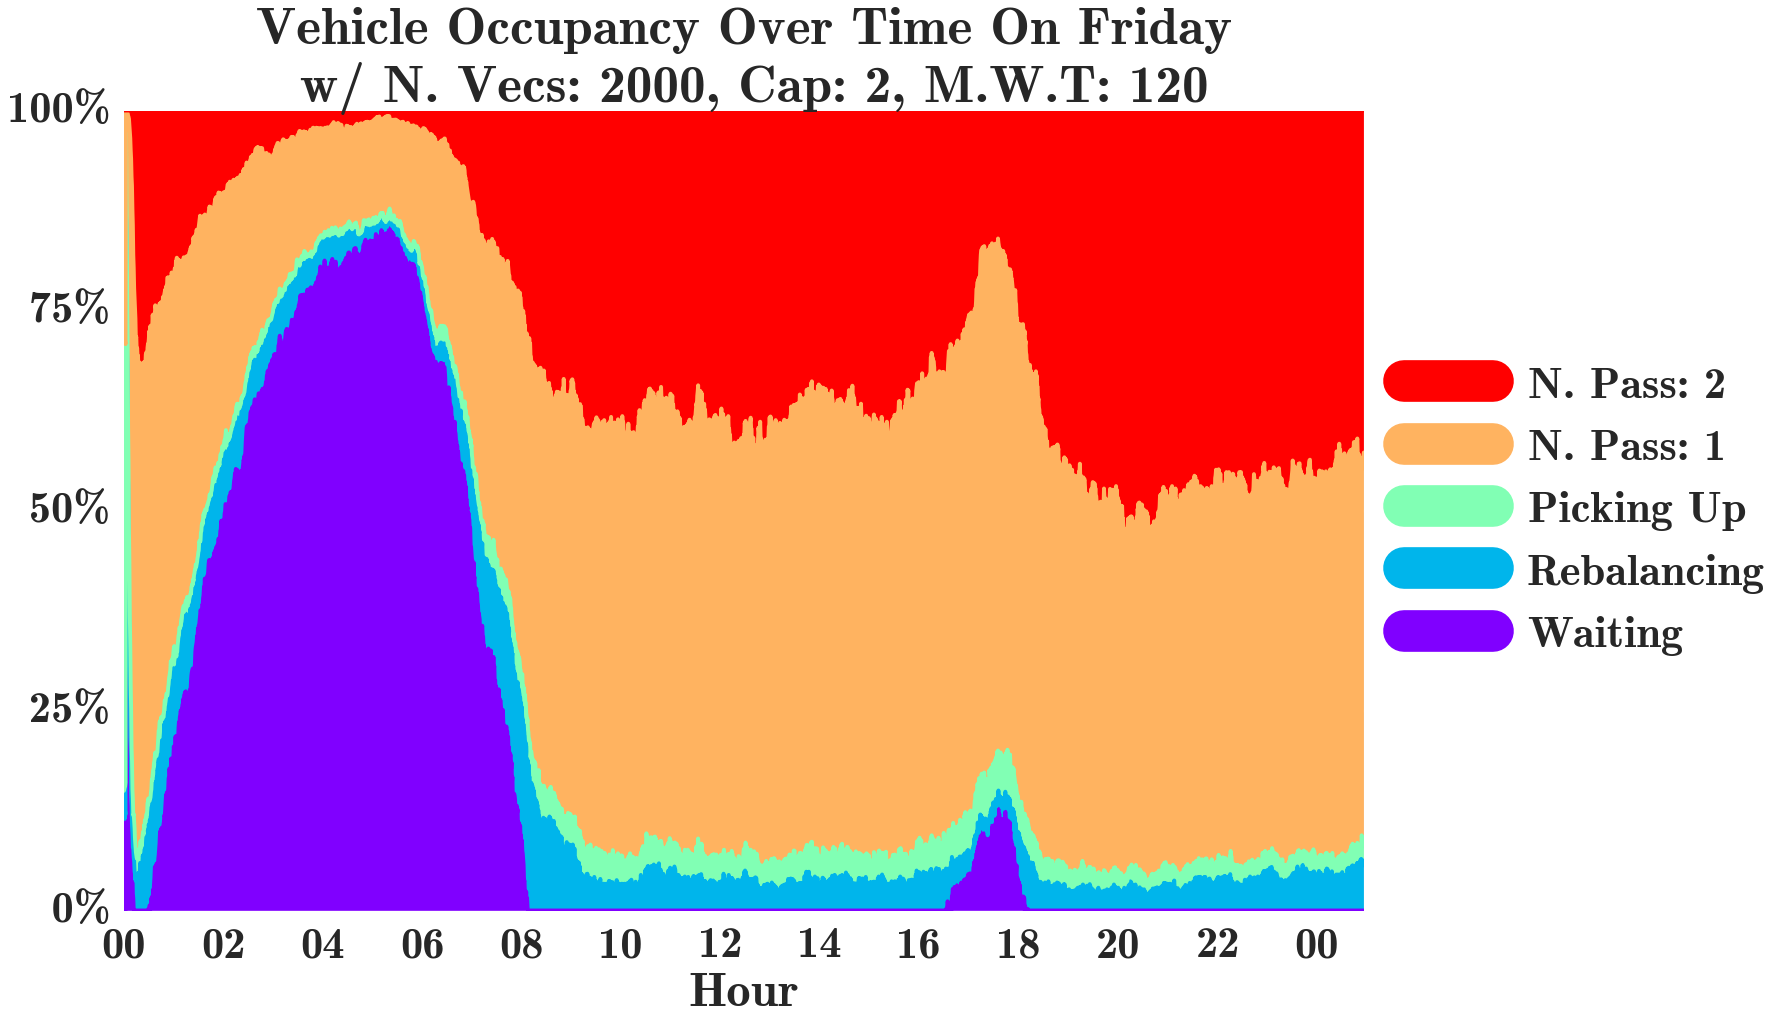 Vehicle Occupancy Over Time On Friday
w/ N. Vecs: 2000, Cap: 2, M.W.T: 120
100%
75%
50%
25%
0%
00 02 04 06 08 10 12 14 16 18 20 22 00
Hour
N. Pass: 2
N. Pass: 1
Picking Up
Rebalancing
Waiting